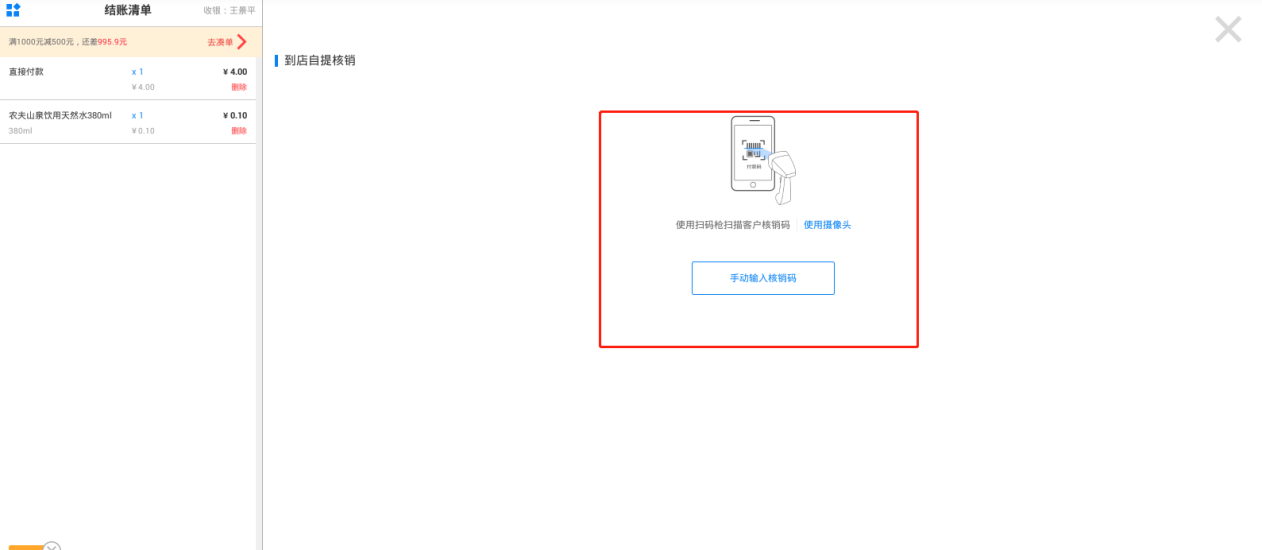 结账清单 收银：王景平
满1000元减500元，还差995.9元 去凑单
直接付款 x 1 ¥ 4.00
¥ 4.00 删除
农夫山泉饮用天然水380ml x 1 ¥ 0.10
380ml ¥ 0.10 删除
到店自提核销
付款码
使用扫码枪扫描客户核销码 使用摄像头
手动输入核销码